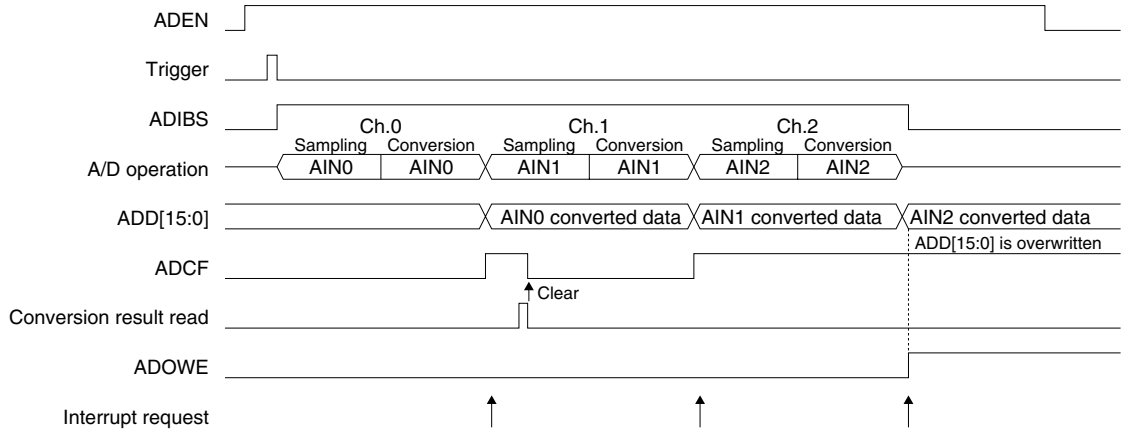 ADEN
Trigger
ADIBS
Ch.0 Ch.1 Ch.2
Sampling Conversion Sampling Conversion Sampling Conversion
A/D operation AIN0 AIN0 AIN1 AIN1 AIN2 AIN2
ADD[15:0] AIN0 converted data AIN1 converted data AIN2 converted data
ADD[15:0] is overwritten
ADCF
Clear
Conversion result read
ADOWE
Interrupt request